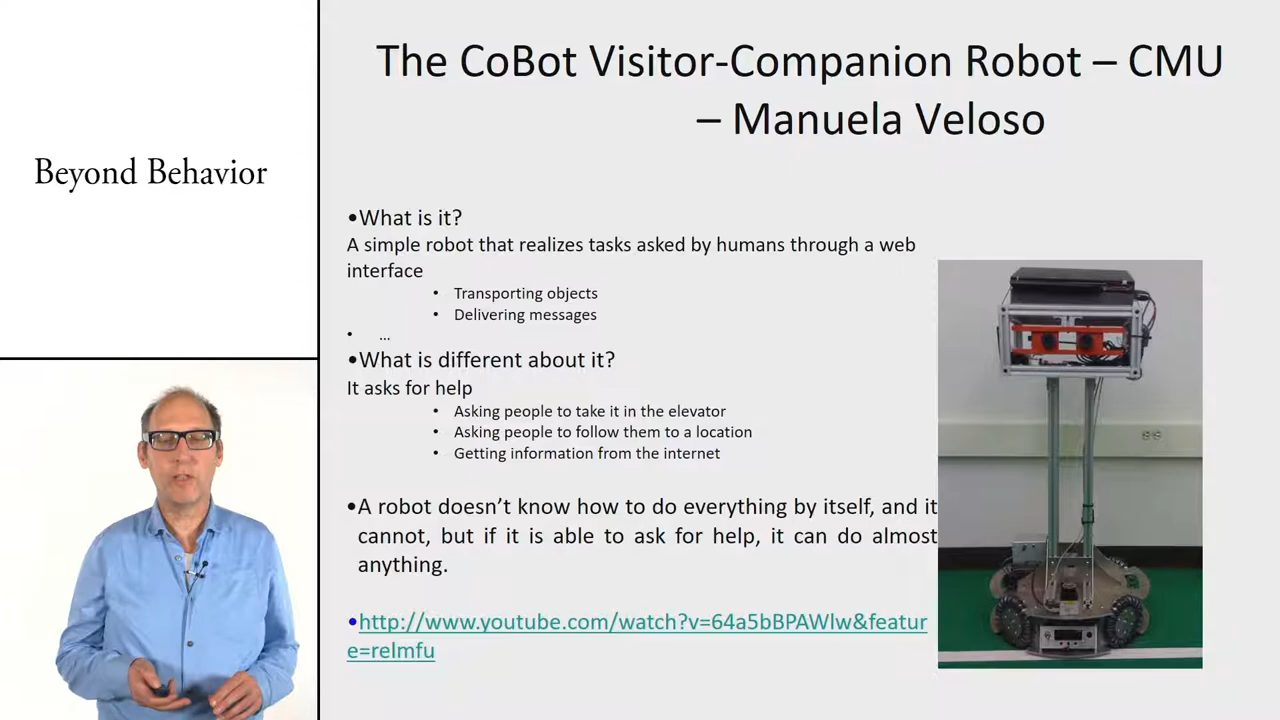 The CoBot Visitor-Companion Robot – CMU
– Manuela Veloso
Beyond Behavior
•What is it?
A simple robot that realizes tasks asked by humans through a web
interface
• Transporting objects
• Delivering messages
• ...
•What is different about it?
It asks for help
• Asking people to take it in the elevator
• Asking people to follow them to a location
• Getting information from the internet
•A robot doesn’t know how to do everything by itself, and it
cannot, but if it is able to ask for help, it can do almost
anything.
•http://www.youtube.com/watch?v=64a5bBPAWlw&featur
e=relmfu